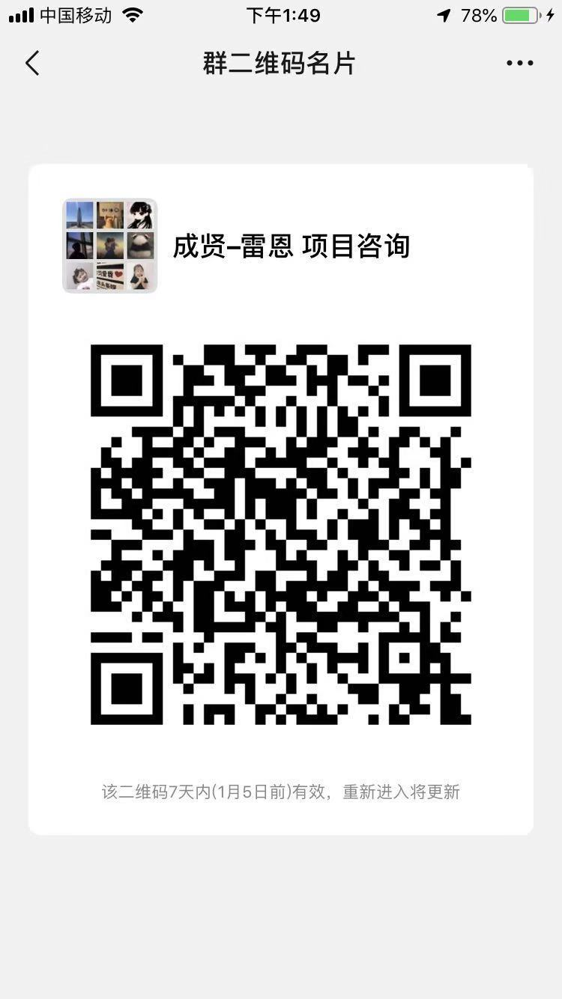 中国移动
下午1:49
78%
群二维码名片
成贤–雷恩 项目咨询
该二维码7天内(1月5日前)有效，重新进入将更新